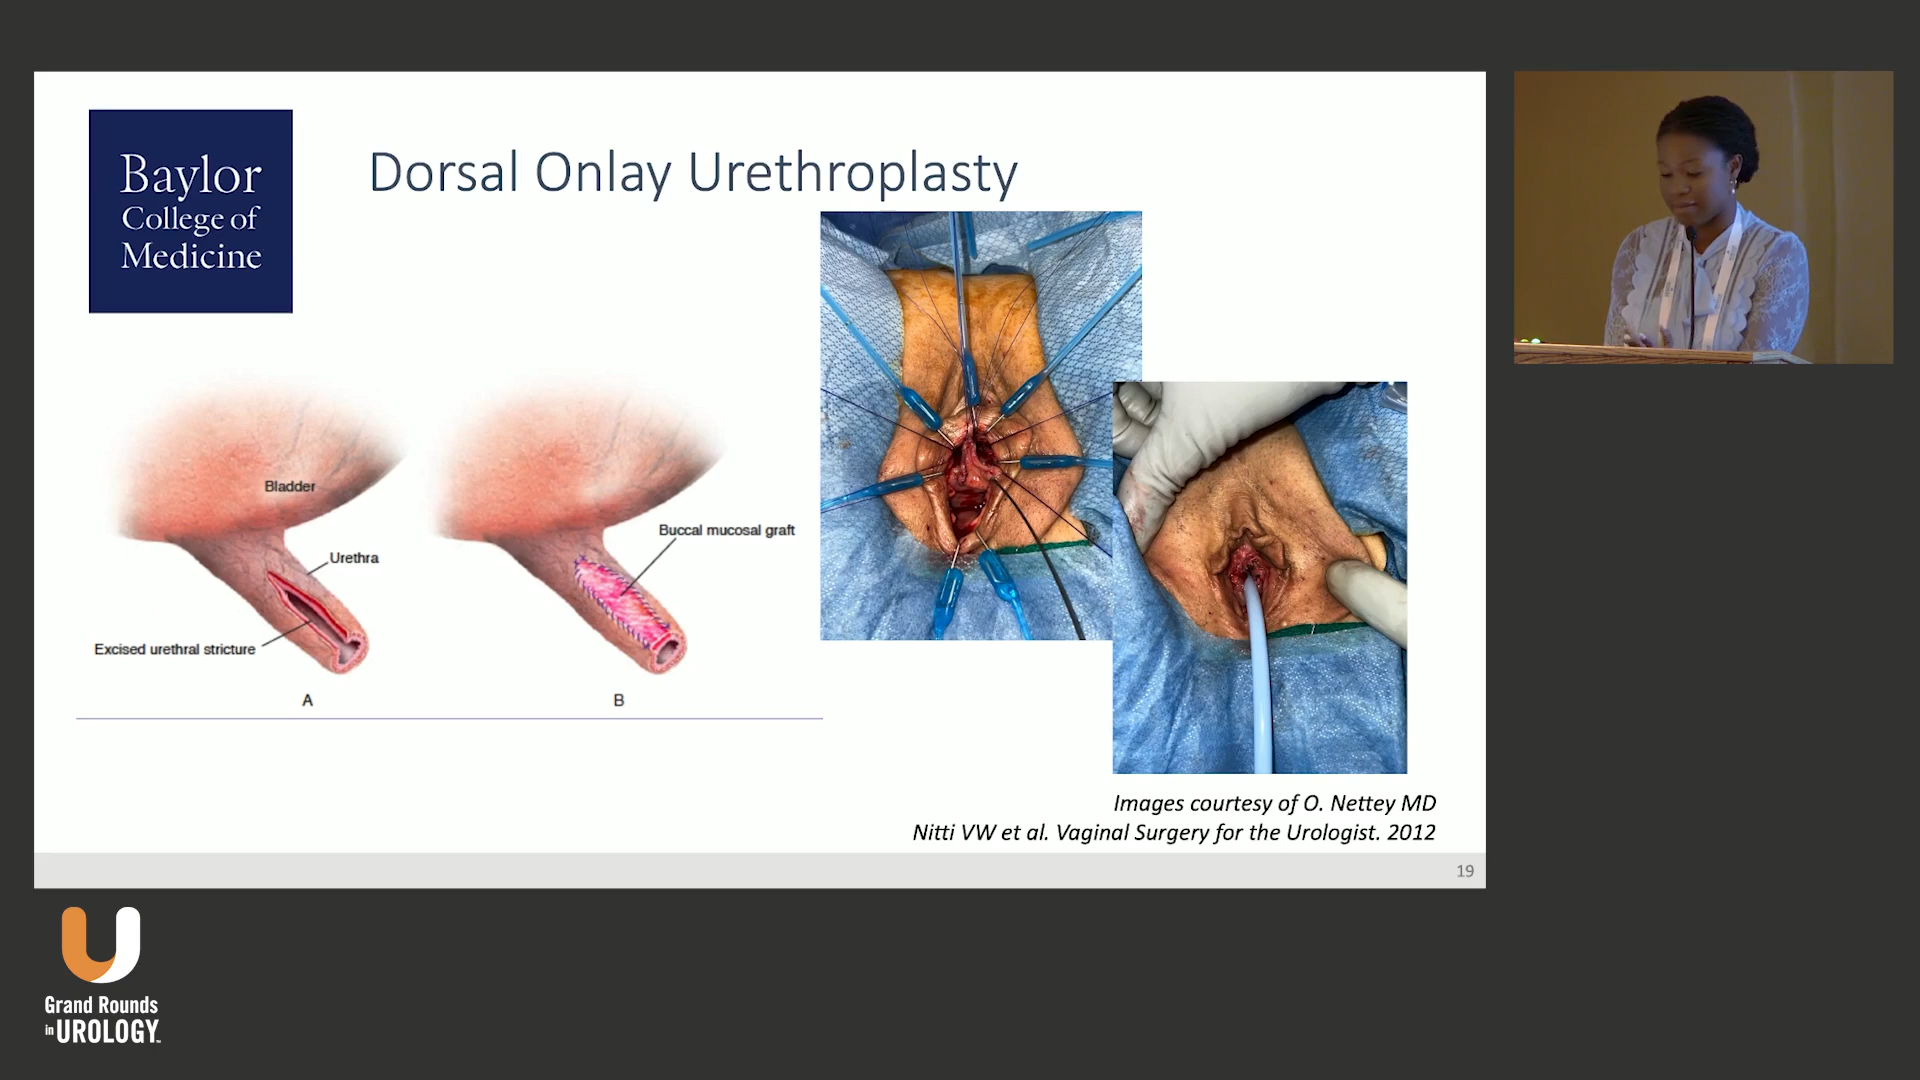 Baylor
College of
Medicine
Dorsal Onlay Urethroplasty
Bladder
Urethra
Excised urethral stricture
A
Buccal mucosal graft
B
Images courtesy of O. Nettey MD
Nitti VW et al. Vaginal Surgery for the Urologist. 2012
19
Grand Rounds
in UROLOGY™